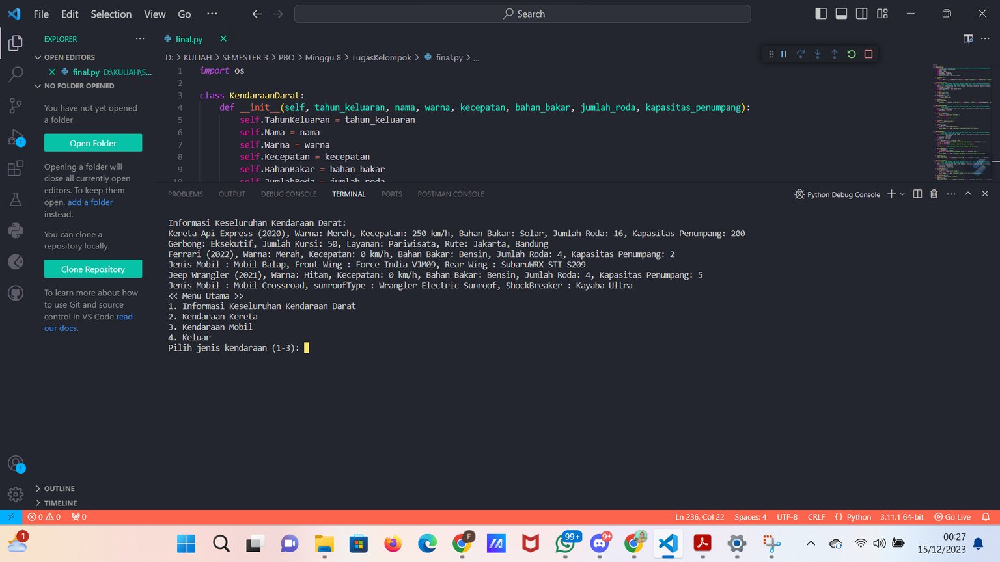 File Edit Selection View Go ···
Search
EXPLORER ···
OPEN EDITORS
final.py D:\KULIAH\S...
NO FOLDER OPENED
You have not yet opened
a folder.
Open Folder
Opening a folder will
close all currently open
editors. To keep them
open, add a folder
instead.
You can clone a
repository locally.
Clone Repository
To learn more about how
to use Git and source
control in VS Code read
our docs.
OUTLINE
TIMELINE
1
1
final.py
D: > KULIAH > SEMESTER 3 > PBO > Minggu 8 > TugasKelompok > final.py > ...
1 import os
2
3 class KendaraanDarat:
4 def __init__(self, tahun_keluaran, nama, warna, kecepatan, bahan_bakar, jumlah_roda, kapasitas_penumpang):
5 self.TahunKeluaran = tahun_keluaran
6 self.Nama = nama
7 self.Warna = warna
8 self.Kecepatan = kecepatan
9 self.BahanBakar = bahan_bakar
10 self.JumlahRoda = jumlah_roda
PROBLEMS OUTPUT DEBUG CONSOLE TERMINAL PORTS POSTMAN CONSOLE
Python Debug Console
Informasi Keseluruhan Kendaraan Darat:
Kereta Api Express (2020), Warna: Merah, Kecepatan: 250 km/h, Bahan Bakar: Solar, Jumlah Roda: 16, Kapasitas Penumpang: 200
Gerbong: Eksekutif, Jumlah Kursi: 50, Layanan: Pariwisata, Rute: Jakarta, Bandung
Ferrari (2022), Warna: Merah, Kecepatan: 0 km/h, Bahan Bakar: Bensin, Jumlah Roda: 4, Kapasitas Penumpang: 2
Jenis Mobil : Mobil Balap, Front Wing : Force India VJM09, Rear Wing : SubaruWRX STI S209
Jeep Wrangler (2021), Warna: Hitam, Kecepatan: 0 km/h, Bahan Bakar: Bensin, Jumlah Roda: 4, Kapasitas Penumpang: 5
Jenis Mobil : Mobil Crossroad, sunroofType : Wrangler Electric Sunroof, ShockBreaker : Kayaba Ultra
<< Menu Utama >>
1. Informasi Keseluruhan Kendaraan Darat
2. Kendaraan Kereta
3. Kendaraan Mobil
4. Keluar
Pilih jenis kendaraan (1-3):
0 0 0
Ln 236, Col 22 Spaces: 4 UTF-8 CRLF {} Python 3.11.1 64-bit Go Live
1
F
99+
9+
00:27
15/12/2023